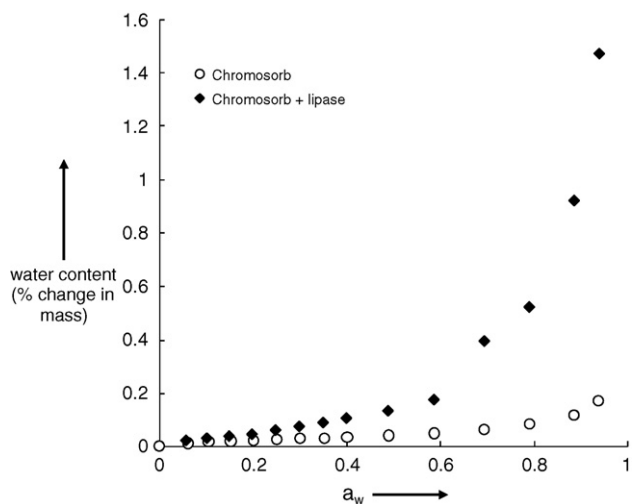 1.6
1.4
1.2
1
0.8
0.6
0.4
0.2
0
Chromosorb
Chromosorb + lipase
water content
(% change in
mass)
0 0.2 0.4 0.6 0.8 1
a_w